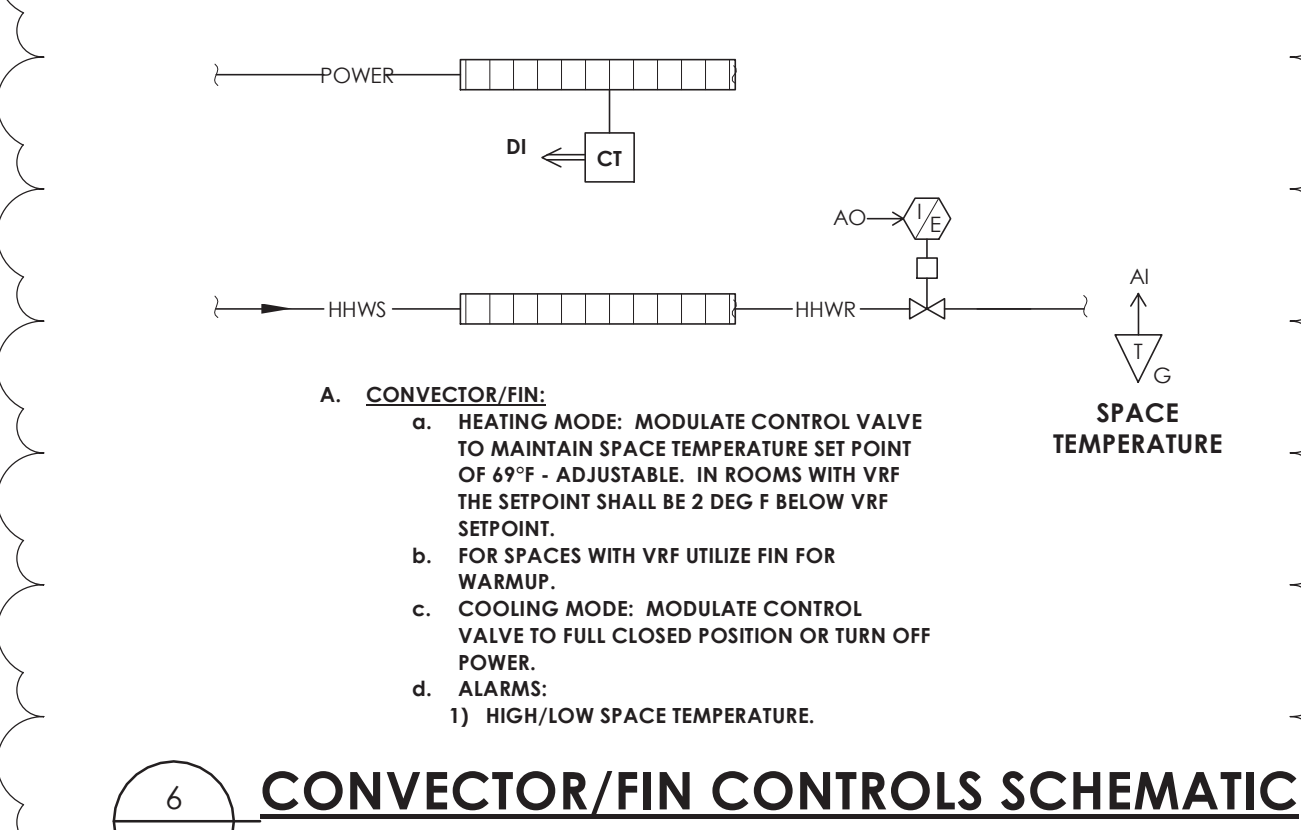 POWER
DI
CT
AO
I/E
HHWS
HHWR
AI
T
G
SPACE
TEMPERATURE
A. CONVECTOR/FIN:
a. HEATING MODE: MODULATE CONTROL VALVE
TO MAINTAIN SPACE TEMPERATURE SET POINT
OF 69°F - ADJUSTABLE. IN ROOMS WITH VRF
THE SETPOINT SHALL BE 2 DEG F BELOW VRF
SETPOINT.
b. FOR SPACES WITH VRF UTILIZE FIN FOR
WARMUP.
c. COOLING MODE: MODULATE CONTROL
VALVE TO FULL CLOSED POSITION OR TURN OFF
POWER.
d. ALARMS:
1) HIGH/LOW SPACE TEMPERATURE.
6
CONVECTOR/FIN CONTROLS SCHEMATIC